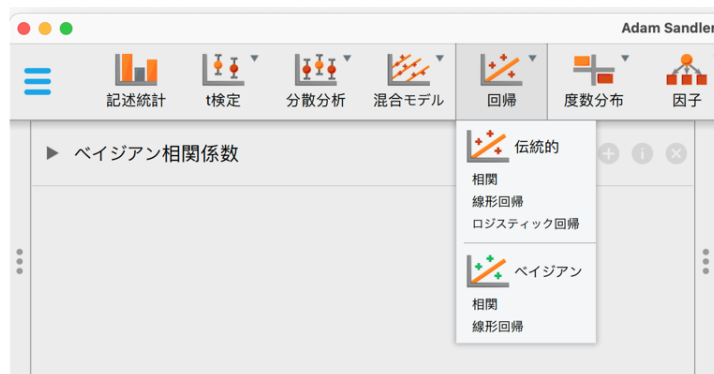 Adam Sandler
記述統計
t検定
分散分析
混合モデル
回帰
度数分布
因子
ベイジアン相関係数
伝統的
相関
線形回帰
ロジスティック回帰
ベイジアン
相関
線形回帰